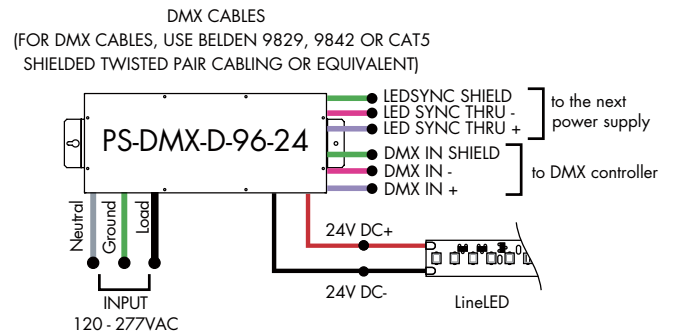 DMX CABLES
(FOR DMX CABLES, USE BELDEN 9829, 9842 OR CAT5
SHIELDED TWISTED PAIR CABLING OR EQUIVALENT)
PS-DMX-D-96-24
LEDSYNC SHIELD
LED SYNC THRU -
LED SYNC THRU +
to the next
power supply
DMX IN SHIELD
DMX IN -
DMX IN +
to DMX controller
Neutral
Ground
Load
INPUT
120 - 277VAC
24V DC+
24V DC-
LineLED